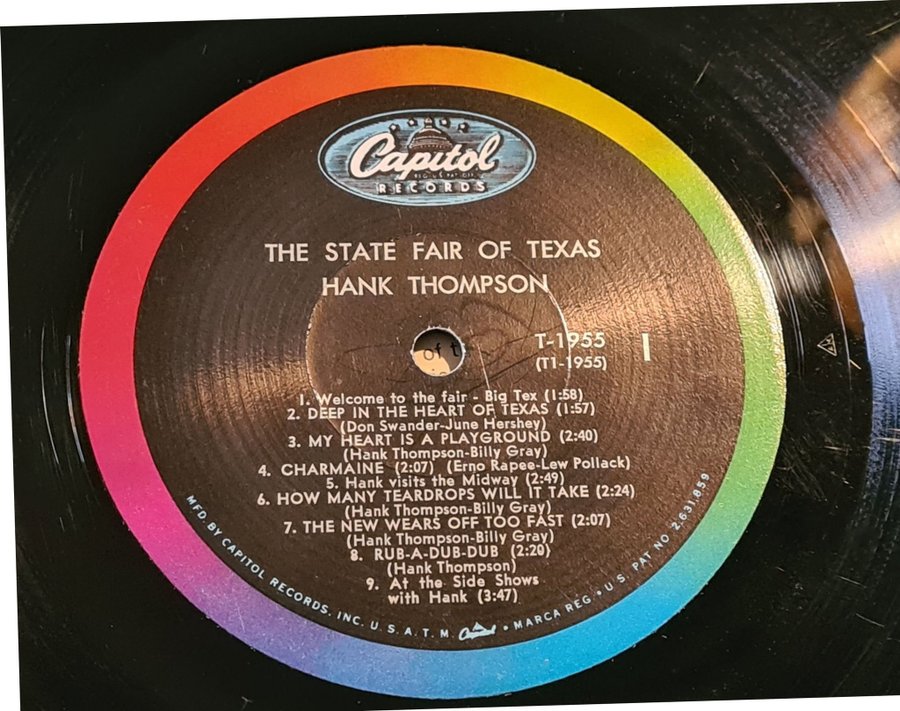 Capitol
REG. U.S. PAT. OFF.
RECORDS
THE STATE FAIR OF TEXAS
HANK THOMPSON
T-1955 I
(T1-1955)
of t
1. Welcome to the fair - Big Tex (1:58)
2. DEEP IN THE HEART OF TEXAS (1:57)
(Don Swander-June Hershey)
3. MY HEART IS A PLAYGROUND (2:40)
(Hank Thompson-Billy Gray)
4. CHARMAINE (2:07) (Erno Rapee-Lew Pollack)
5. Hank visits the Midway (2:49)
6. HOW MANY TEARDROPS WILL IT TAKE (2:24)
(Hank Thompson-Billy Gray)
7. THE NEW WEARS OFF TOO FAST (2:07)
(Hank Thompson-Billy Gray)
8. RUB-A-DUB-DUB (2:20)
(Hank Thompson)
9. At the Side Shows
with Hank (3:47)
MFD. BY CAPITOL RECORDS, INC. U. S. A. T. M. Capitol • MARCA REG. • U. S. PAT. NO. 2,631,859